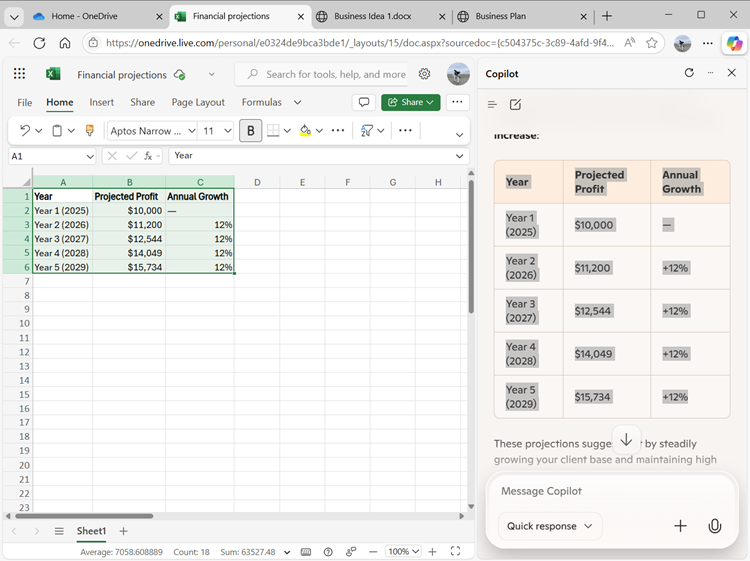 Home - OneDrive
Financial projections
Business Idea 1.docx
Business Plan
https://onedrive.live.com/personal/e0324de9bca3bde1/_layouts/15/doc.aspx?sourcedoc={c504375c-3c89-4afd-9f4...
Financial projections
Search for tools, help, and more
File Home Insert Share Page Layout Formulas
Share
Aptos Narrow ... 11 B
A1 fx Year
A B C D E F G H
1 Year Projected Profit Annual Growth
2 Year 1 (2025) $10,000 —
3 Year 2 (2026) $11,200 12%
4 Year 3 (2027) $12,544 12%
5 Year 4 (2028) $14,049 12%
6 Year 5 (2029) $15,734 12%
7
8
9
10
11
12
13
14
15
16
17
18
19
20
21
22
23
Sheet1
Average: 7058.608889 Count: 18 Sum: 63527.48 100%
Copilot
increase:
Year Projected Profit Annual Growth
Year 1 (2025) $10,000 —
Year 2 (2026) $11,200 +12%
Year 3 (2027) $12,544 +12%
Year 4 (2028) $14,049 +12%
Year 5 (2029) $15,734 +12%
These projections sugges t by steadily
growing your client base and maintaining high
Message Copilot
Quick response